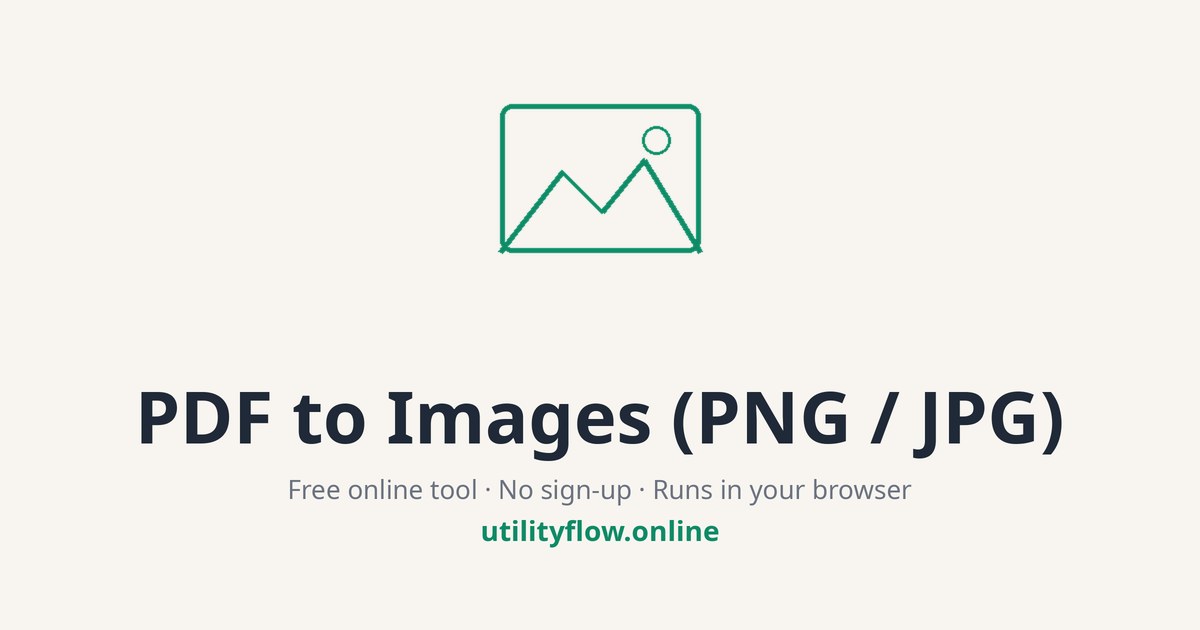 PDF to Images (PNG / JPG)
Free online tool · No sign-up · Runs in your browser
utilityflow.online